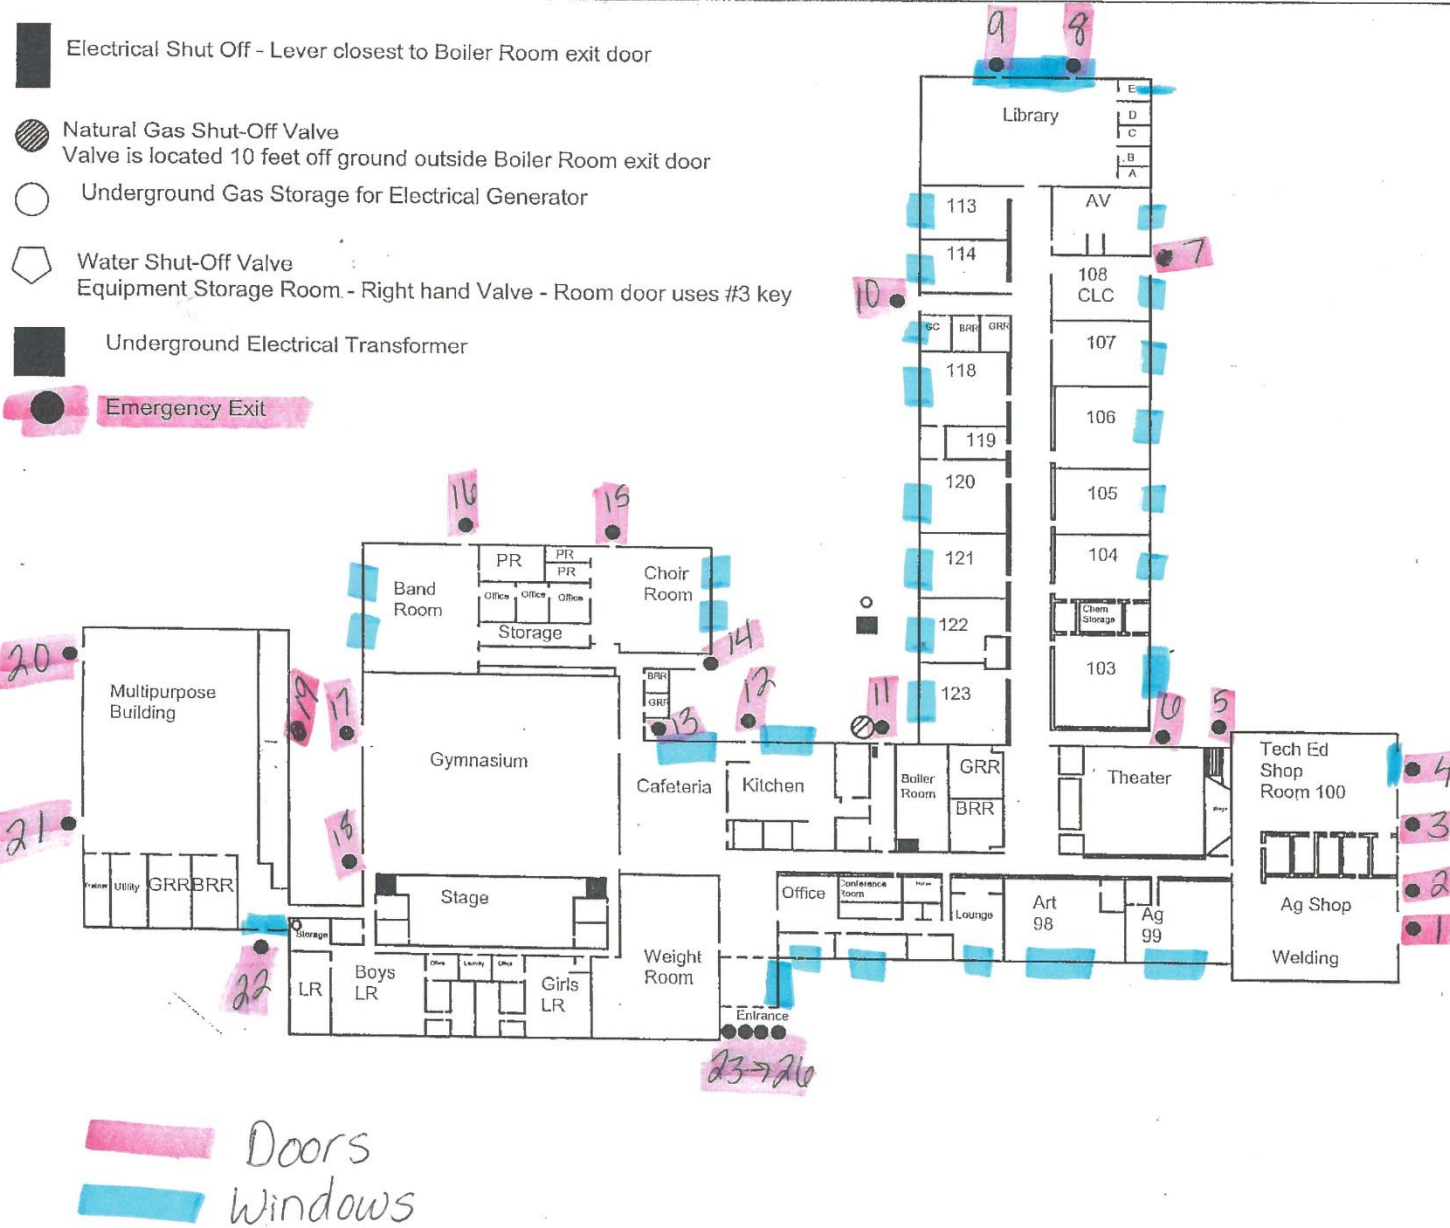 Electrical Shut Off - Lever closest to Boiler Room exit door
Natural Gas Shut-Off Valve
Valve is located 10 feet off ground outside Boiler Room exit door
Underground Gas Storage for Electrical Generator
Water Shut-Off Valve
Equipment Storage Room - Right hand Valve - Room door uses #3 key
Underground Electrical Transformer
Emergency Exit
9
8
Library
E
D
C
B
A
113
AV
114
7
108
CLC
10
GC
BRR
GRR
107
118
106
119
120
105
121
104
Chem
Storage
122
103
123
16
15
PR
PR
PR
Band
Room
Choir
Room
Office
Office
Office
Storage
14
BRR
GRR
13
12
11
6
5
20
Multipurpose
Building
19
17
Gymnasium
Cafeteria
Kitchen
Boiler
Room
GRR
BRR
Theater
Stage
Tech Ed
Shop
Room 100
4
3
2
1
21
18
Trainer
Utility
GRR
BRR
Stage
Office
Conference
Room
Lounge
Art
98
Ag
99
Ag Shop
Welding
Storage
22
LR
Boys
LR
Office
Laundry
Office
Girls
LR
Weight
Room
Entrance
23→26
Doors
Windows